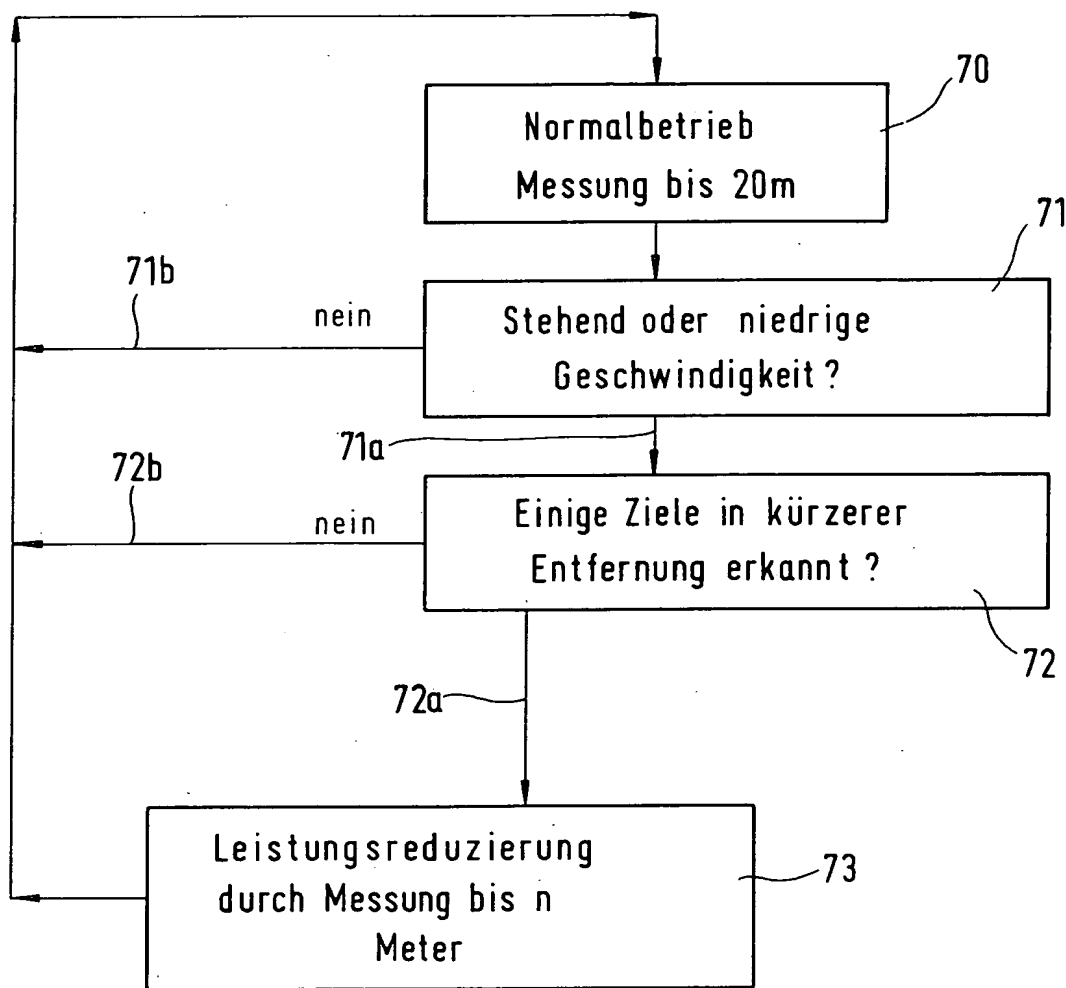 70
Normalbetrieb
Messung bis 20m
71
71b
nein
Stehend oder niedrige
Geschwindigkeit?
71a
72b
nein
Einige Ziele in kürzerer
Entfernung erkannt?
72
72a
Leistungsreduzierung
durch Messung bis n
Meter
73